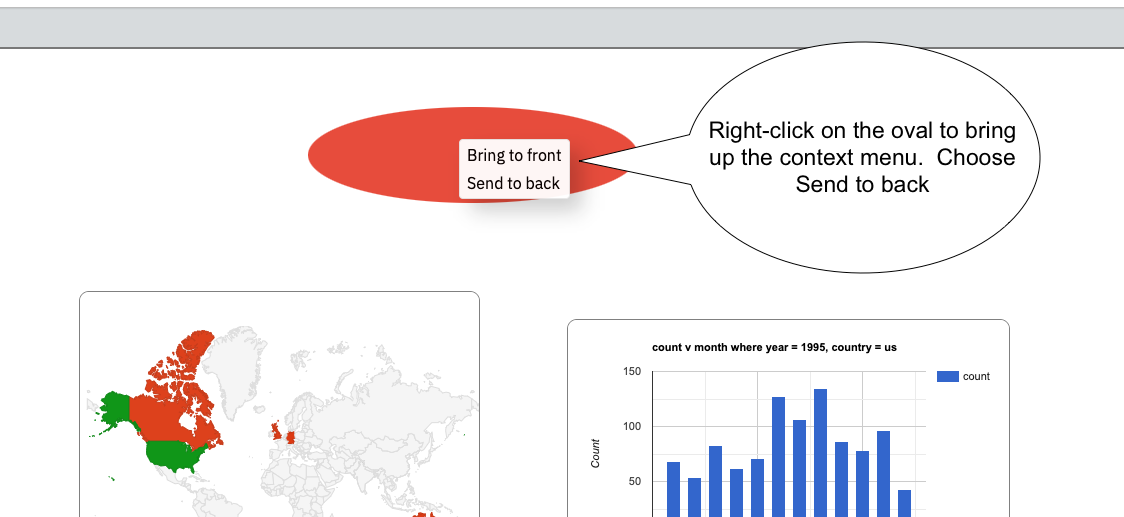 Right-click on the oval to bring
up the context menu.  Choose
Send to back
Bring to front
Send to back
count v month where year = 1995, country = us
150
count
100
Count
50